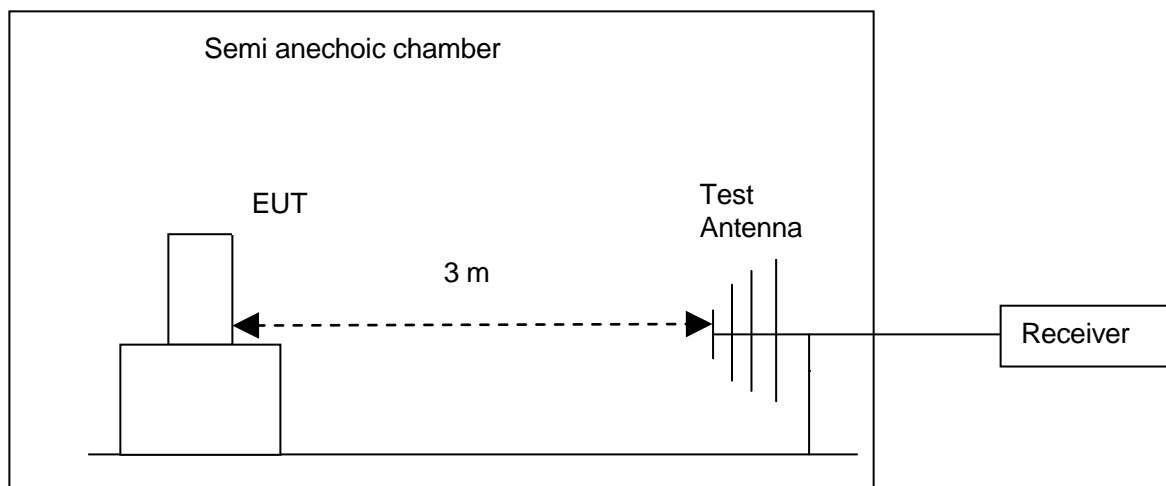 Semi anechoic chamber
EUT
Test
Antenna
3 m
Receiver